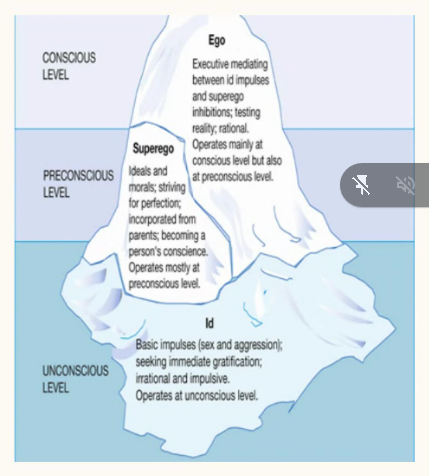 CONSCIOUS
LEVEL
Ego
Executive mediating
between id impulses
and superego
inhibitions; testing
reality; rational.
Operates mainly at
conscious level but also
at preconscious level.
PRECONSCIOUS
LEVEL
Superego
Ideals and
morals; striving
for perfection;
incorporated from
parents; becoming a
person's conscience.
Operates mostly at
preconscious level.
Id
Basic impulses (sex and aggression);
seeking immediate gratification;
irrational and impulsive.
Operates at unconscious level.
UNCONSCIOUS
LEVEL